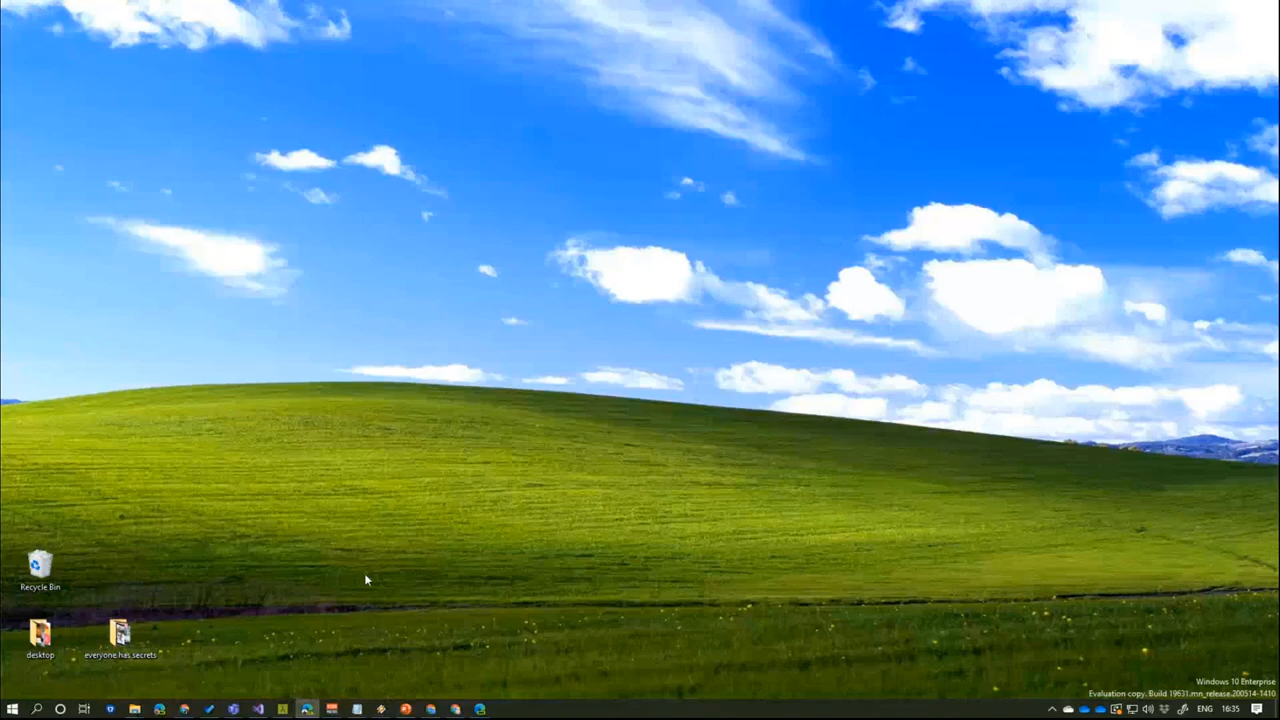 Recycle Bin
desktop
everyone has secrets
Windows 10 Enterprise
Evaluation copy. Build 19631.mn_release.200514-1410
ENG
16:35